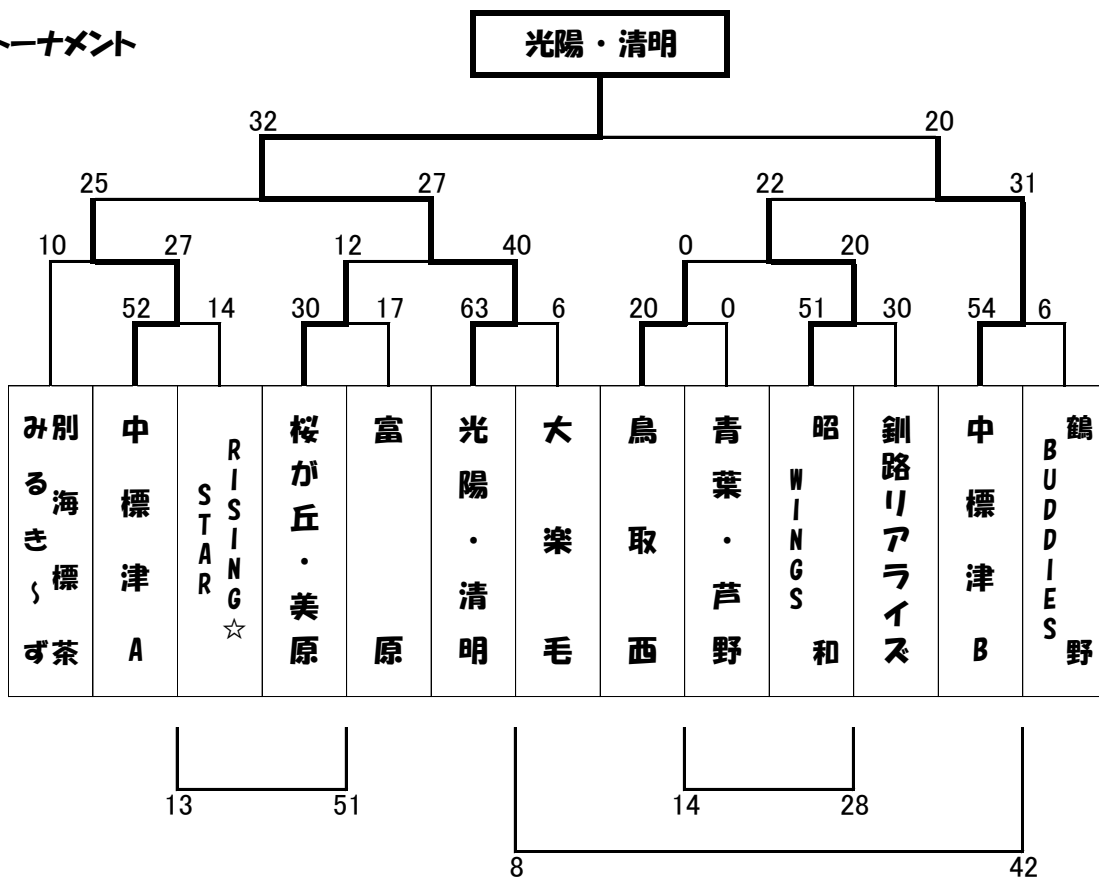 トーナメント
光陽・清明
32 20
25 27 22 31
10 27 12 40 0 20
52 14 30 17 63 6 20 0 51 30 54 6
別海標茶
みるき～ず
中標津A
RISING☆
STAR
桜が丘・美原
富原
光陽・清明
大楽毛
鳥取西
青葉・芦野
昭和
WINGS
釧路リアライズ
中標津B
鶴野
BUDDIES
13 51 14 28
8 42